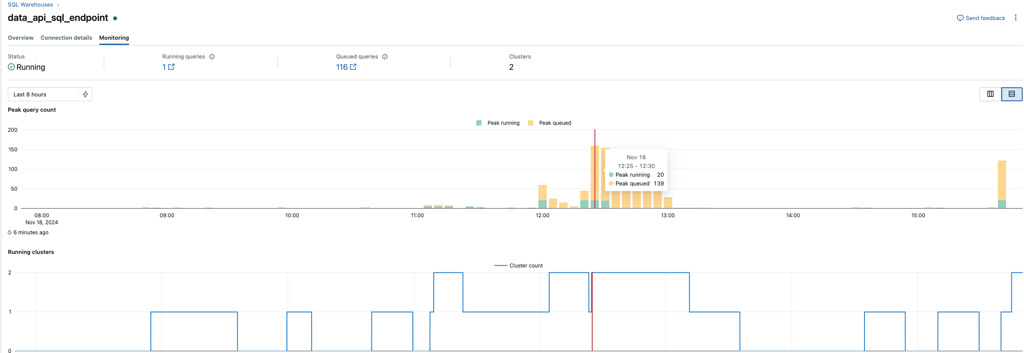 SQL Warehouses ›
data_api_sql_endpoint
Send feedback
Overview Connection details Monitoring
Status
Running
Running queries
1
Queued queries
116
Clusters
2
Last 8 hours
Peak query count
Peak running Peak queued
200
150
100
50
0
Nov 18
12:25 - 12:30
Peak running 20
Peak queued 139
08:00 09:00 10:00 11:00 12:00 13:00 14:00 15:00
Nov 18, 2024
6 minutes ago
Running clusters
Cluster count
2
1
0